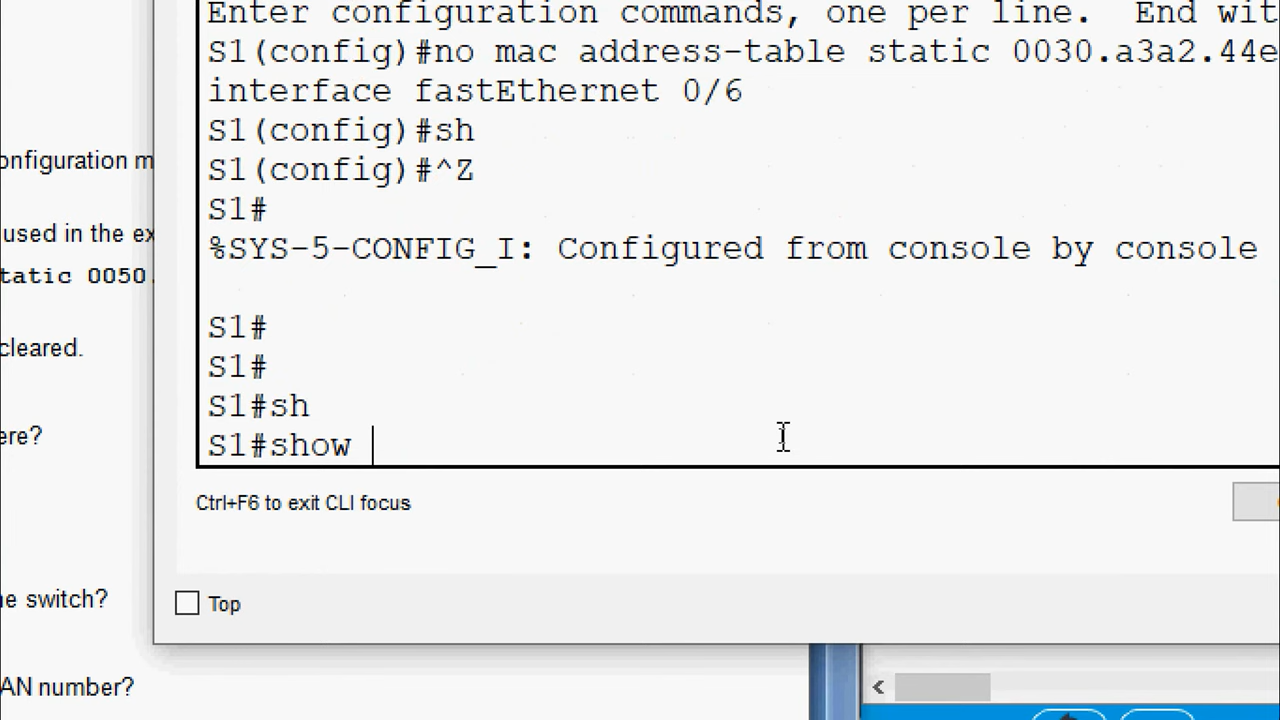 Enter configuration commands, one per line. End wit
S1(config)#no mac address-table static 0030.a3a2.44e
interface fastEthernet 0/6
S1(config)#sh
S1(config)#^Z
S1#
%SYS-5-CONFIG_I: Configured from console by console
S1#
S1#
S1#sh
S1#show
Ctrl+F6 to exit CLI focus
Top
onfiguration m
used in the ex
tatic 0050.
cleared.
ere?
e switch?
AN number?